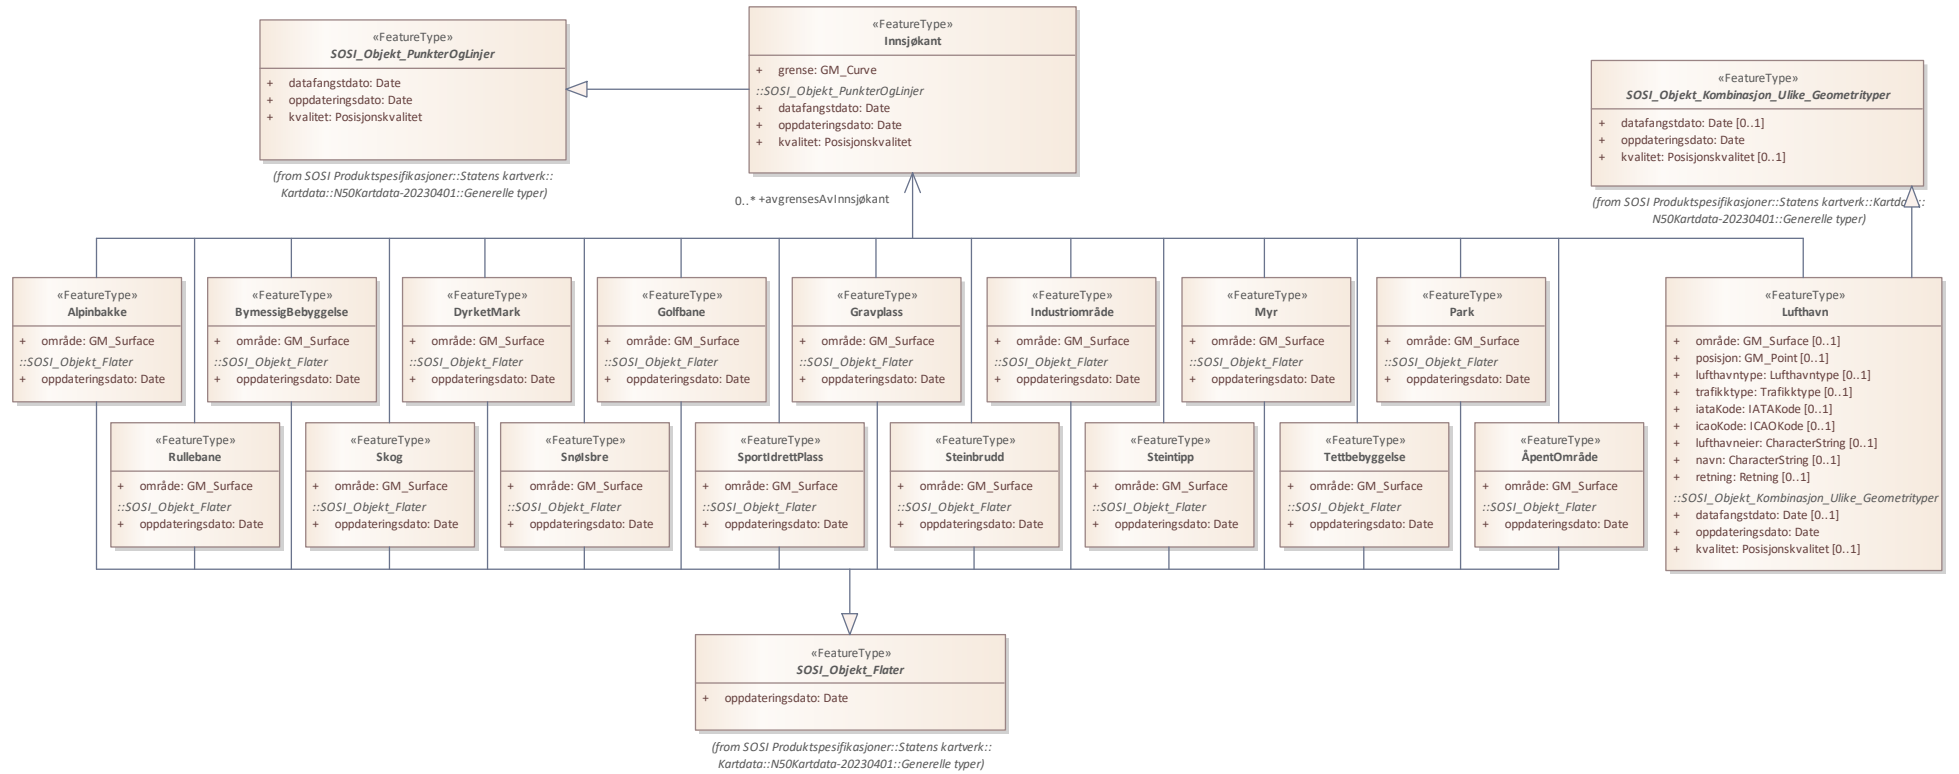 «FeatureType»
SOSI_Objekt_PunkterOgLinjer
+ datafangstdato: Date
+ oppdateringsdato: Date
+ kvalitet: Posisjonskvalitet
(from SOSI Produktspesifikasjoner::Statens kartverk::
Kartdata::N50Kartdata-20230401::Generelle typer)
«FeatureType»
Innsjøkant
+ grense: GM_Curve
::SOSI_Objekt_PunkterOgLinjer
+ datafangstdato: Date
+ oppdateringsdato: Date
+ kvalitet: Posisjonskvalitet
0..* +avgrensesAvInnsjøkant
«FeatureType»
SOSI_Objekt_Kombinasjon_Ulike_Geometrityper
+ datafangstdato: Date [0..1]
+ oppdateringsdato: Date
+ kvalitet: Posisjonskvalitet [0..1]
(from SOSI Produktspesifikasjoner::Statens kartverk::Kartdata::
N50Kartdata-20230401::Generelle typer)
«FeatureType»
Alpinbakke
+ område: GM_Surface
::SOSI_Objekt_Flater
+ oppdateringsdato: Date
«FeatureType»
BymessigBebyggelse
+ område: GM_Surface
::SOSI_Objekt_Flater
+ oppdateringsdato: Date
«FeatureType»
DyrketMark
+ område: GM_Surface
::SOSI_Objekt_Flater
+ oppdateringsdato: Date
«FeatureType»
Golfbane
+ område: GM_Surface
::SOSI_Objekt_Flater
+ oppdateringsdato: Date
«FeatureType»
Gravplass
+ område: GM_Surface
::SOSI_Objekt_Flater
+ oppdateringsdato: Date
«FeatureType»
Industriområde
+ område: GM_Surface
::SOSI_Objekt_Flater
+ oppdateringsdato: Date
«FeatureType»
Myr
+ område: GM_Surface
::SOSI_Objekt_Flater
+ oppdateringsdato: Date
«FeatureType»
Park
+ område: GM_Surface
::SOSI_Objekt_Flater
+ oppdateringsdato: Date
«FeatureType»
Lufthavn
+ område: GM_Surface [0..1]
+ posisjon: GM_Point [0..1]
+ lufthavntype: Lufthavntype [0..1]
+ trafikktype: Trafikktype [0..1]
+ iataKode: IATAKode [0..1]
+ icaoKode: ICAOKode [0..1]
+ lufthavneier: CharacterString [0..1]
+ navn: CharacterString [0..1]
+ retning: Retning [0..1]
::SOSI_Objekt_Kombinasjon_Ulike_Geometrityper
+ datafangstdato: Date [0..1]
+ oppdateringsdato: Date
+ kvalitet: Posisjonskvalitet [0..1]
«FeatureType»
Rullebane
+ område: GM_Surface
::SOSI_Objekt_Flater
+ oppdateringsdato: Date
«FeatureType»
Skog
+ område: GM_Surface
::SOSI_Objekt_Flater
+ oppdateringsdato: Date
«FeatureType»
SnøIsbre
+ område: GM_Surface
::SOSI_Objekt_Flater
+ oppdateringsdato: Date
«FeatureType»
SportIdrettPlass
+ område: GM_Surface
::SOSI_Objekt_Flater
+ oppdateringsdato: Date
«FeatureType»
Steinbrudd
+ område: GM_Surface
::SOSI_Objekt_Flater
+ oppdateringsdato: Date
«FeatureType»
Steintipp
+ område: GM_Surface
::SOSI_Objekt_Flater
+ oppdateringsdato: Date
«FeatureType»
Tettbebyggelse
+ område: GM_Surface
::SOSI_Objekt_Flater
+ oppdateringsdato: Date
«FeatureType»
ÅpentOmråde
+ område: GM_Surface
::SOSI_Objekt_Flater
+ oppdateringsdato: Date
«FeatureType»
SOSI_Objekt_Flater
+ oppdateringsdato: Date
(from SOSI Produktspesifikasjoner::Statens kartverk::
Kartdata::N50Kartdata-20230401::Generelle typer)